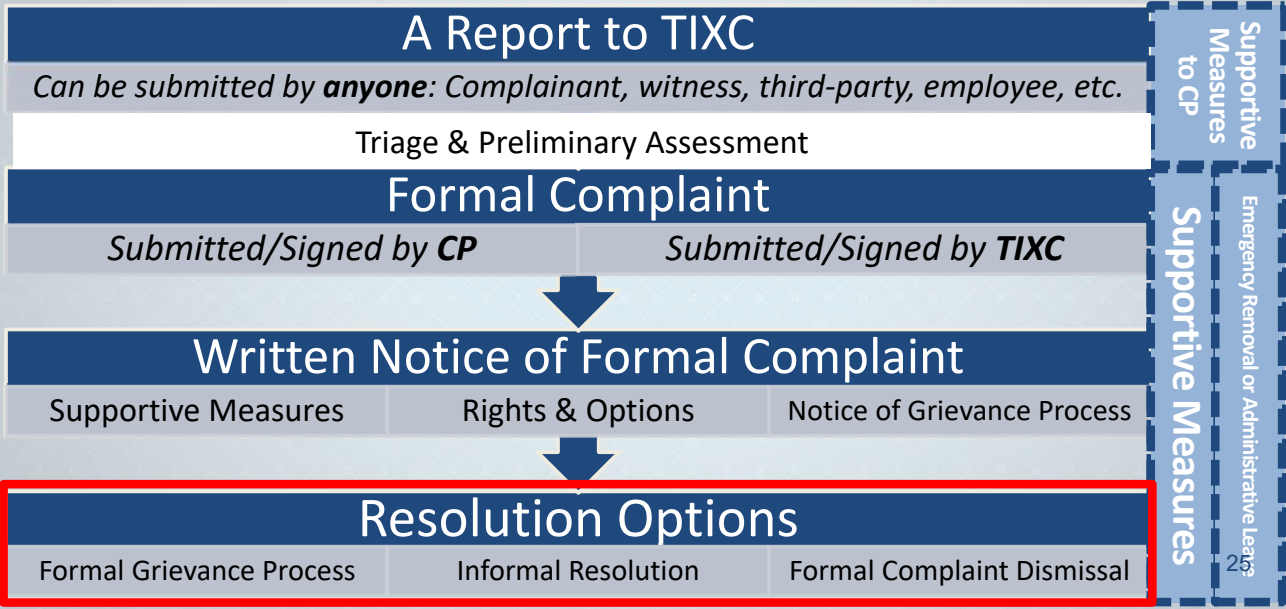 A Report to TIXC
Can be submitted by anyone: Complainant, witness, third-party, employee, etc.
Triage & Preliminary Assessment
Formal Complaint
Submitted/Signed by CP
Submitted/Signed by TIXC
Written Notice of Formal Complaint
Supportive Measures
Rights & Options
Notice of Grievance Process
Resolution Options
Formal Grievance Process
Informal Resolution
Formal Complaint Dismissal
Supportive
Measures
to CP
Supportive Measures
Emergency Removal or Administrative Leave
25